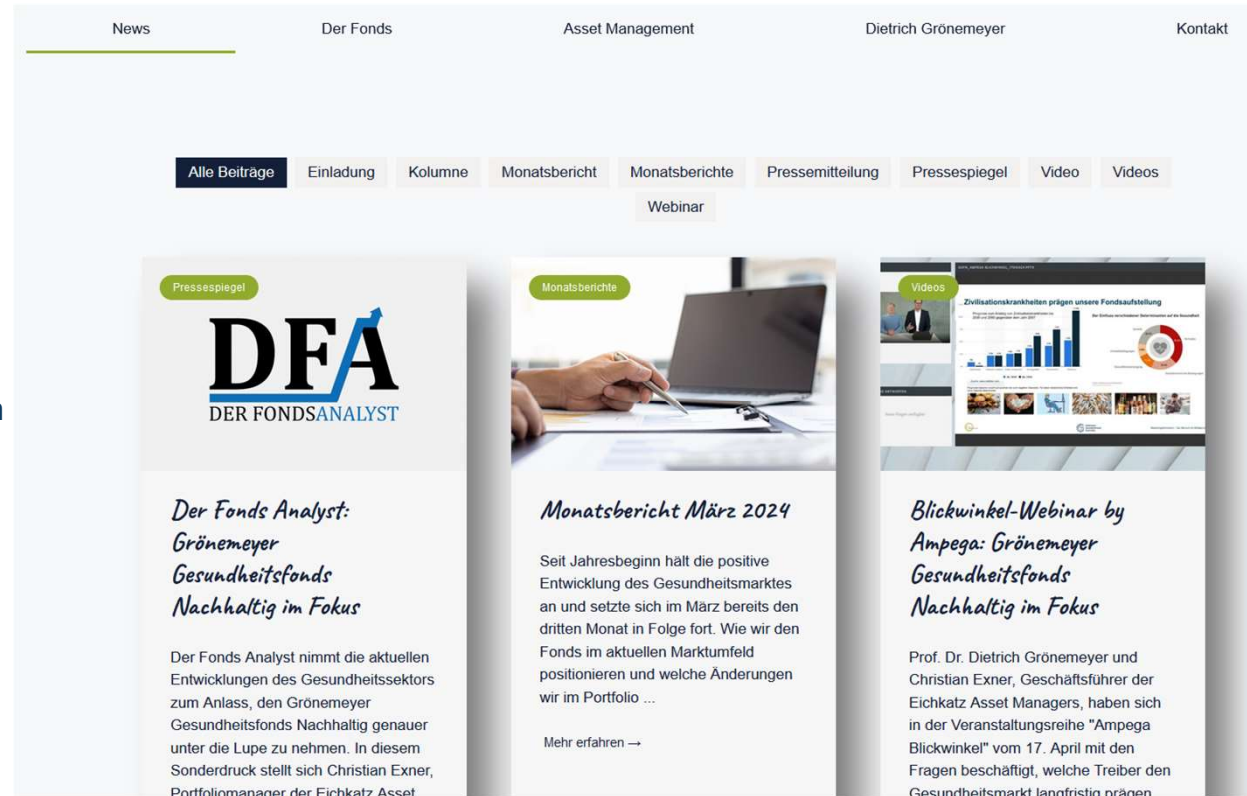 News Der Fonds Asset Management Dietrich Grönemeyer Kontakt
Alle Beiträge Einladung Kolumne Monatsbericht Monatsberichte Pressemitteilung Pressespiegel Video Videos
Webinar
Pressespiegel
DFA
DER FONDSANALYST
Der Fonds Analyst:
Grönemeyer
Gesundheitsfonds
Nachhaltig im Fokus
Der Fonds Analyst nimmt die aktuellen
Entwicklungen des Gesundheitssektors
zum Anlass, den Grönemeyer
Gesundheitsfonds Nachhaltig genauer
unter die Lupe zu nehmen. In diesem
Sonderdruck stellt sich Christian Exner,
Portfoliomanager der Eichkatz Asset
Monatsberichte
Monatsbericht März 2024
Seit Jahresbeginn hält die positive
Entwicklung des Gesundheitsmarktes
an und setzte sich im März bereits den
dritten Monat in Folge fort. Wie wir den
Fonds im aktuellen Marktumfeld
positionieren und welche Änderungen
wir im Portfolio ...
Mehr erfahren →
Videos
Zivilisationskrankheiten prägen unsere Fondsaufstellung
Blickwinkel-Webinar by
Ampega: Grönemeyer
Gesundheitsfonds
Nachhaltig im Fokus
Prof. Dr. Dietrich Grönemeyer und
Christian Exner, Geschäftsführer der
Eichkatz Asset Managers, haben sich
in der Veranstaltungsreihe "Ampega
Blickwinkel" vom 17. April mit den
Fragen beschäftigt, welche Treiber den
Gesundheitsmarkt langfristig prägen